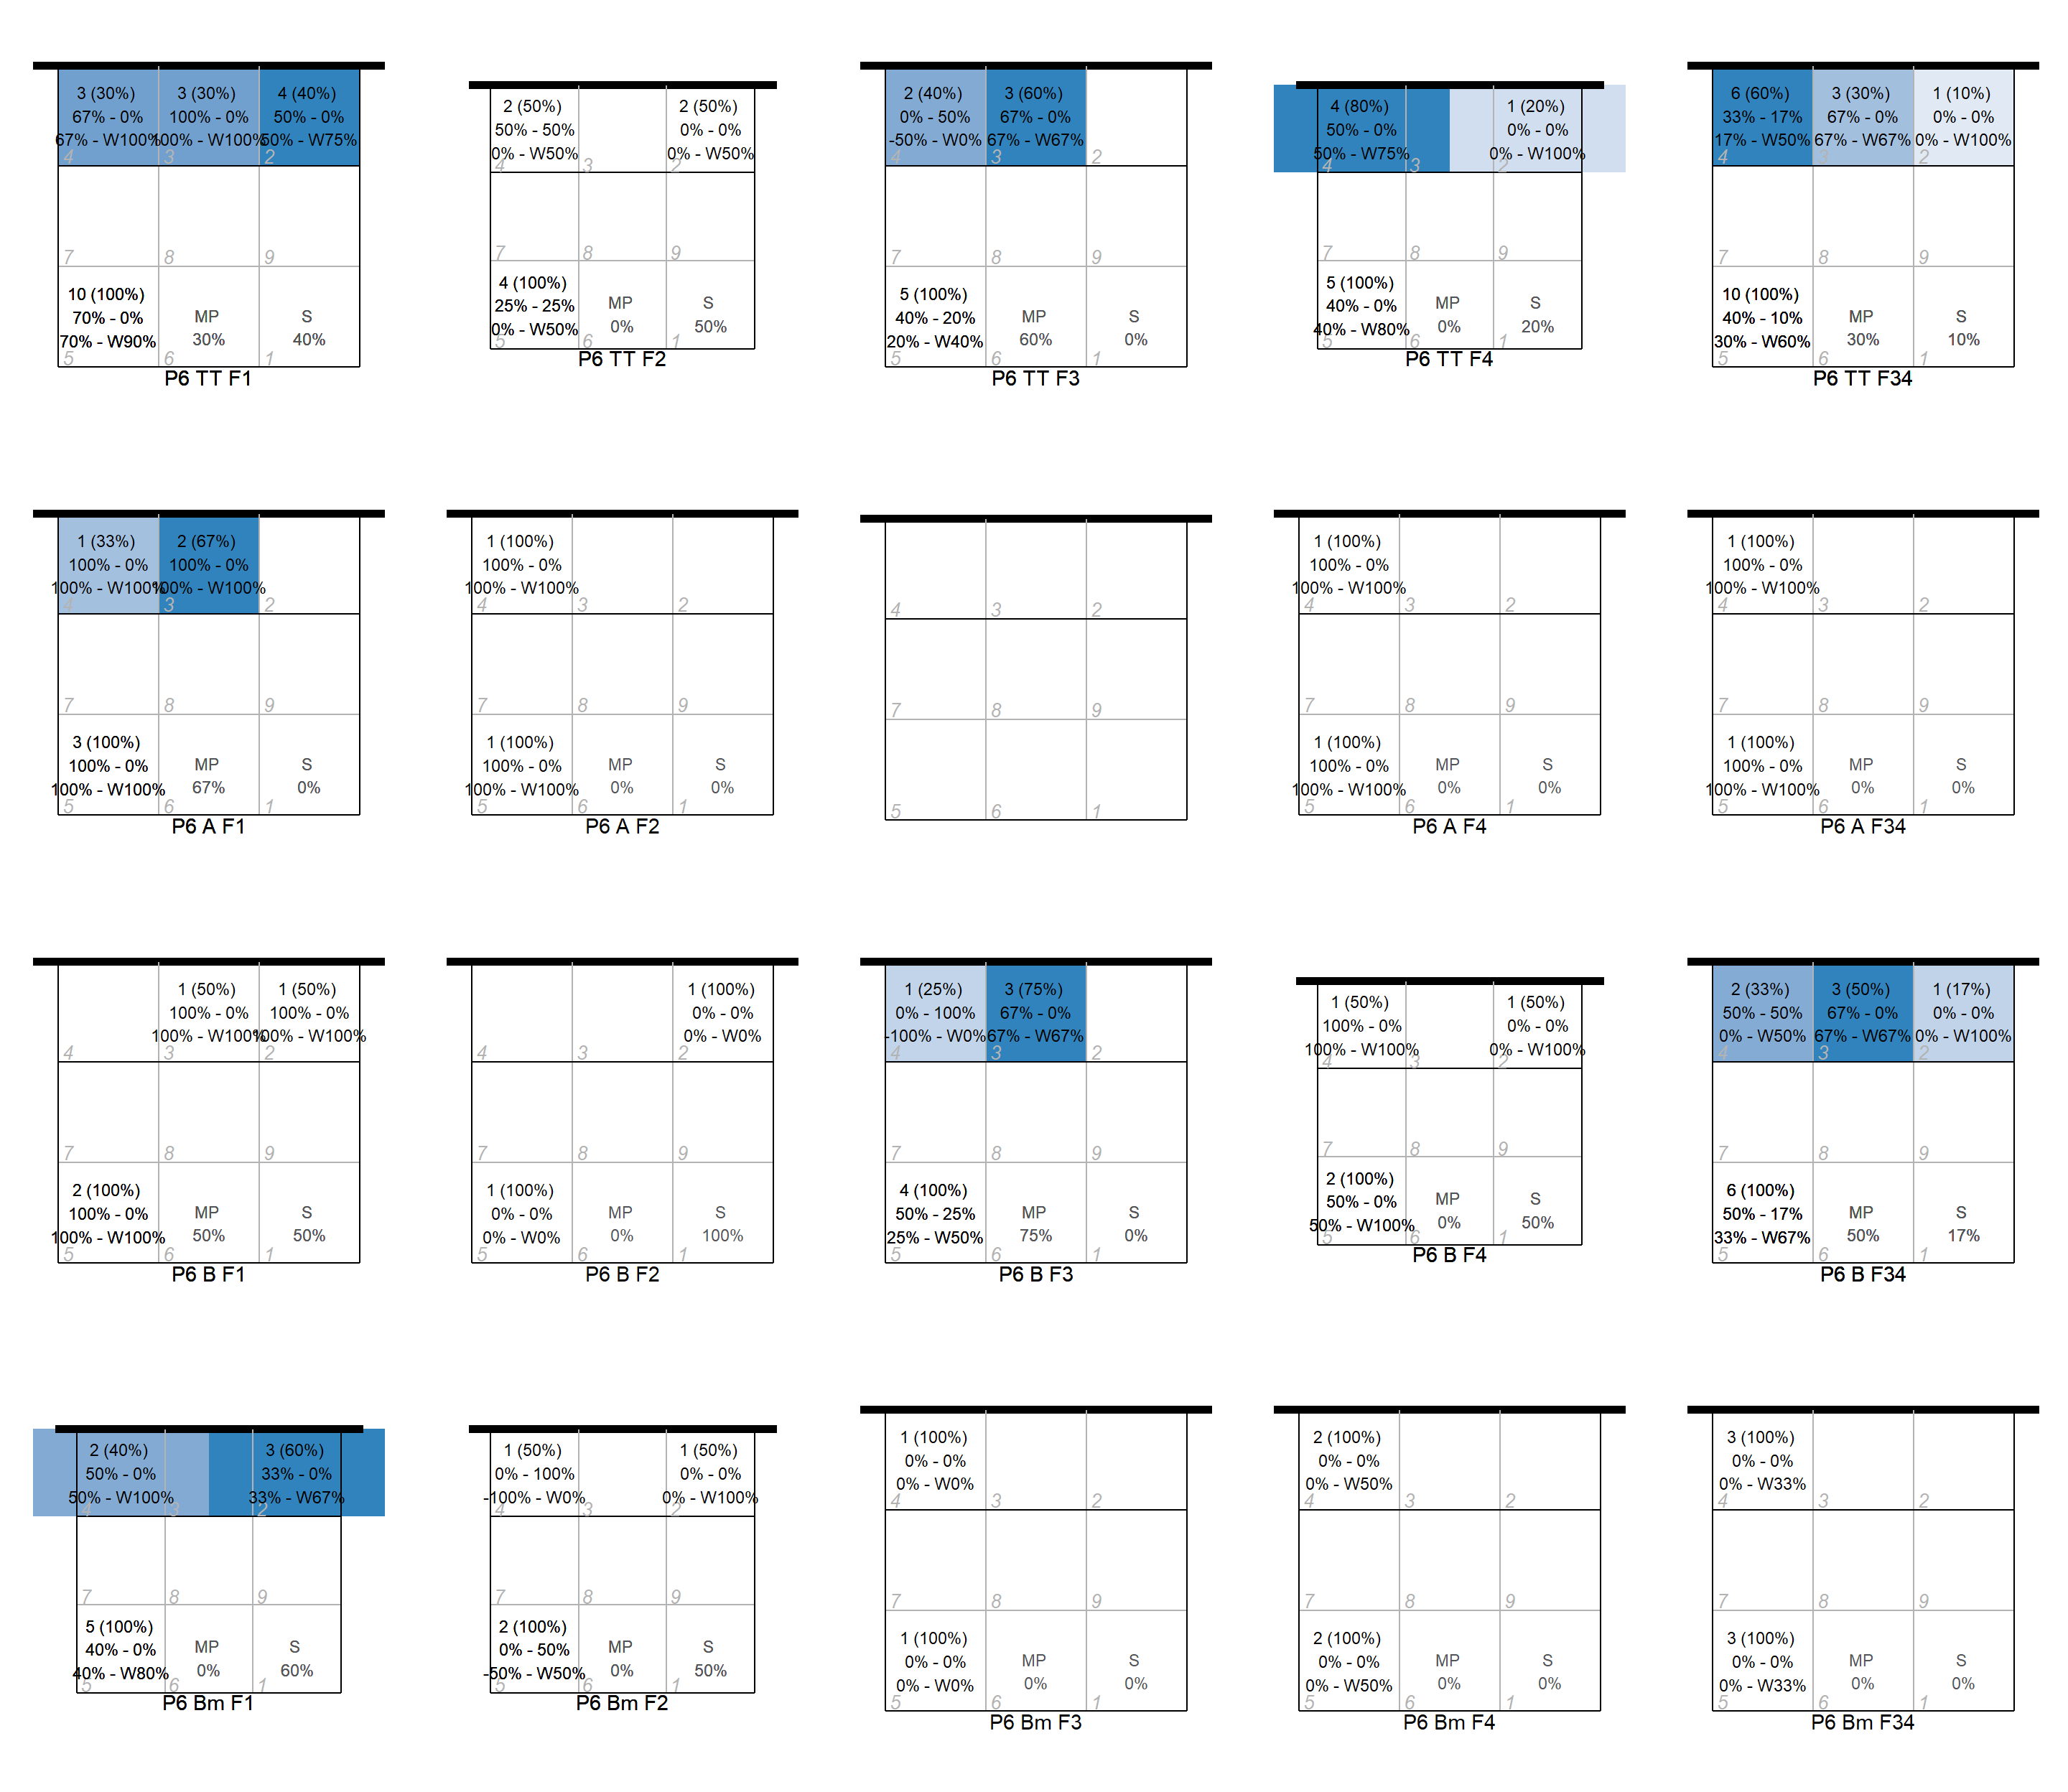 3 (30%) 3 (30%) 4 (40%)
67% - 0% 100% - 0% 50% - 0%
67% - W100% 100% - W100% 50% - W75%
4 3 2
7 8 9
10 (100%)
70% - 0% MP S
70% - W90% 30% 40%
5 6 1
P6 TT F1
2 (50%) 2 (50%)
50% - 50% 0% - 0%
0% - W50% 0% - W50%
4 3 2
7 8 9
4 (100%)
25% - 25% MP S
0% - W50% 0% 50%
5 6 1
P6 TT F2
2 (40%) 3 (60%)
0% - 50% 67% - 0%
-50% - W0% 67% - W67%
4 3 2
7 8 9
5 (100%)
40% - 20% MP S
20% - W40% 60% 0%
5 6 1
P6 TT F3
4 (80%) 1 (20%)
50% - 0% 0% - 0%
50% - W75% 0% - W100%
4 3 2
7 8 9
5 (100%)
40% - 0% MP S
40% - W80% 0% 20%
5 6 1
P6 TT F4
6 (60%) 3 (30%) 1 (10%)
33% - 17% 67% - 0% 0% - 0%
17% - W50% 67% - W67% 0% - W100%
4 3 2
7 8 9
10 (100%)
40% - 10% MP S
30% - W60% 30% 10%
5 6 1
P6 TT F34
1 (33%) 2 (67%)
100% - 0% 100% - 0%
100% - W100% 100% - W100%
4 3 2
7 8 9
3 (100%)
100% - 0% MP S
100% - W100% 67% 0%
5 6 1
P6 A F1
1 (100%)
100% - 0%
100% - W100%
4 3 2
7 8 9
1 (100%)
100% - 0% MP S
100% - W100% 0% 0%
5 6 1
P6 A F2
4 3 2
7 8 9
5 6 1
1 (100%)
100% - 0%
100% - W100%
4 3 2
7 8 9
1 (100%)
100% - 0% MP S
100% - W100% 0% 0%
5 6 1
P6 A F4
1 (100%)
100% - 0%
100% - W100%
4 3 2
7 8 9
1 (100%)
100% - 0% MP S
100% - W100% 0% 0%
5 6 1
P6 A F34
1 (50%) 1 (50%)
100% - 0% 100% - 0%
100% - W100% 100% - W100%
4 3 2
7 8 9
2 (100%)
100% - 0% MP S
100% - W100% 50% 50%
5 6 1
P6 B F1
1 (100%)
0% - 0%
0% - W0%
4 3 2
7 8 9
1 (100%)
0% - 0% MP S
0% - W0% 0% 100%
5 6 1
P6 B F2
1 (25%) 3 (75%)
0% - 100% 67% - 0%
-100% - W0% 67% - W67%
4 3 2
7 8 9
4 (100%)
50% - 25% MP S
25% - W50% 75% 0%
5 6 1
P6 B F3
1 (50%) 1 (50%)
100% - 0% 0% - 0%
100% - W100% 0% - W100%
4 3 2
7 8 9
2 (100%)
50% - 0% MP S
50% - W100% 0% 50%
5 6 1
P6 B F4
2 (33%) 3 (50%) 1 (17%)
50% - 50% 67% - 0% 0% - 0%
0% - W50% 67% - W67% 0% - W100%
4 3 2
7 8 9
6 (100%)
50% - 17% MP S
33% - W67% 50% 17%
5 6 1
P6 B F34
2 (40%) 3 (60%)
50% - 0% 33% - 0%
50% - W100% 33% - W67%
4 3 2
7 8 9
5 (100%)
40% - 0% MP S
40% - W80% 0% 60%
5 6 1
P6 Bm F1
1 (50%) 1 (50%)
0% - 100% 0% - 0%
-100% - W0% 0% - W100%
4 3 2
7 8 9
2 (100%)
0% - 50% MP S
-50% - W50% 0% 50%
5 6 1
P6 Bm F2
1 (100%)
0% - 0%
0% - W0%
4 3 2
7 8 9
1 (100%)
0% - 0% MP S
0% - W0% 0% 0%
5 6 1
P6 Bm F3
2 (100%)
0% - 0%
0% - W50%
4 3 2
7 8 9
2 (100%)
0% - 0% MP S
0% - W50% 0% 0%
5 6 1
P6 Bm F4
3 (100%)
0% - 0%
0% - W33%
4 3 2
7 8 9
3 (100%)
0% - 0% MP S
0% - W33% 0% 0%
5 6 1
P6 Bm F34